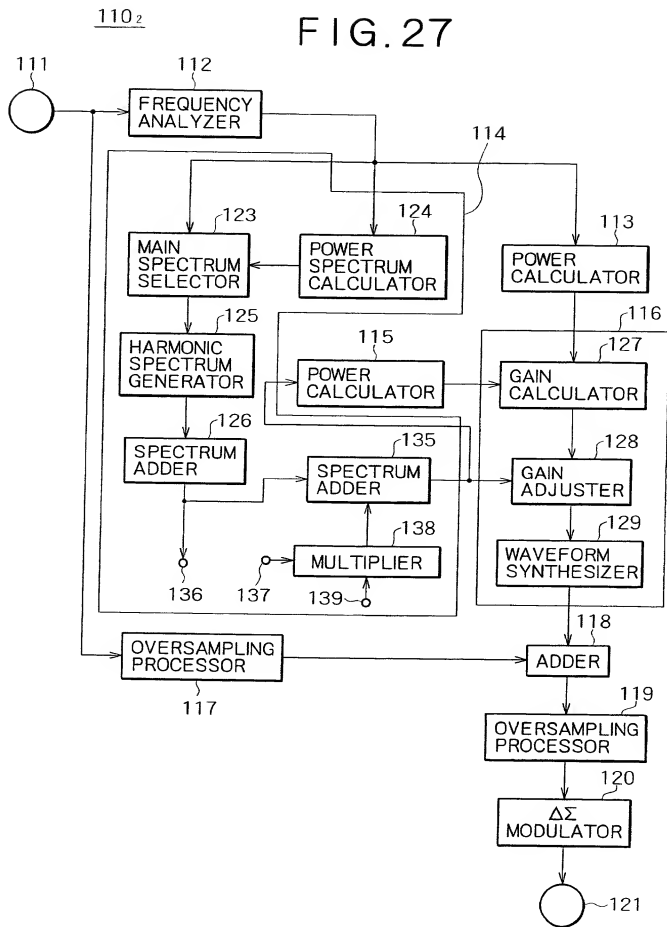 110₂
FIG. 27
111
112
FREQUENCY
ANALYZER
114
123
MAIN
SPECTRUM
SELECTOR
124
POWER
SPECTRUM
CALCULATOR
113
POWER
CALCULATOR
116
125
HARMONIC
SPECTRUM
GENERATOR
115
POWER
CALCULATOR
127
GAIN
CALCULATOR
126
SPECTRUM
ADDER
135
SPECTRUM
ADDER
128
GAIN
ADJUSTER
138
MULTIPLIER
129
WAVEFORM
SYNTHESIZER
136
137
139
OVERSAMPLING
PROCESSOR
117
118
ADDER
119
OVERSAMPLING
PROCESSOR
120
ΔΣ
MODULATOR
121